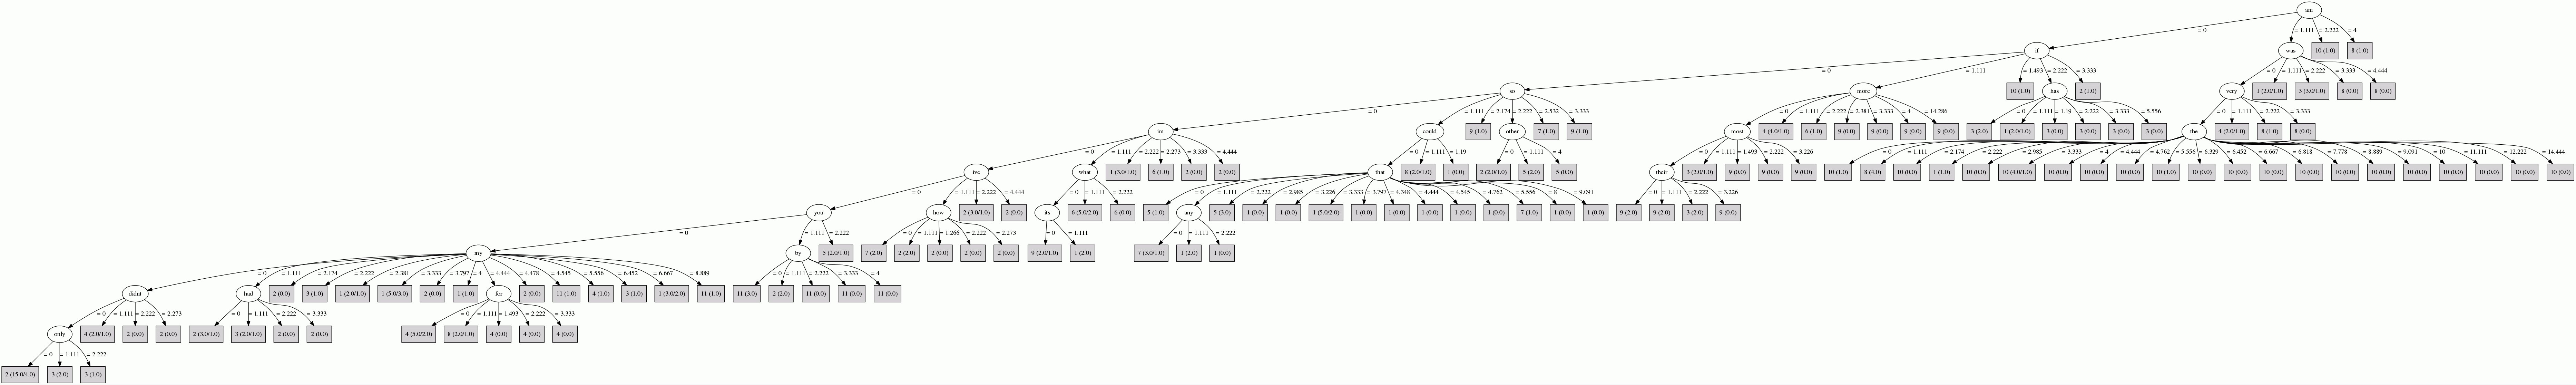 am
= 0 = 1.111 = 2.222 = 4
if was 10 (1.0) 8 (1.0)
= 0 = 1.111 = 1.493 = 2.222 = 3.333 = 0 = 1.111 = 2.222 = 3.333 = 4.444
so more 10 (1.0) has 2 (1.0) very 1 (2.0/1.0) 3 (3.0/1.0) 8 (0.0) 8 (0.0)
= 0 = 1.111 = 2.174 = 2.222 = 2.532 = 3.333 = 0 = 1.111 = 2.222 = 2.381 = 3.333 = 4 = 14.286 = 0 = 1.111 = 1.19 = 2.222 = 3.333 = 5.556 = 0 = 1.111 = 2.222 = 3.333
im could 9 (1.0) other 7 (1.0) 9 (1.0) most 4 (4.0/1.0) 6 (1.0) 9 (0.0) 9 (0.0) 9 (0.0) 9 (0.0) 3 (2.0) 1 (2.0/1.0) 3 (0.0) 3 (0.0) 3 (0.0) 3 (0.0) the 4 (2.0/1.0) 8 (1.0) 8 (0.0)
= 0 = 1.111 = 2.222 = 2.273 = 3.333 = 4.444 = 0 = 1.111 = 1.19 = 0 = 1.111 = 4 = 0 = 1.111 = 1.493 = 2.222 = 3.226 = 0 = 1.111 = 2.174 = 2.222 = 2.985 = 3.333 = 4 = 4.444 = 4.762 = 5.556 = 6.329 = 6.452 = 6.667 = 6.818 = 7.778 = 8.889 = 9.091 = 10 = 11.111 = 12.222 = 14.444
ive what 1 (3.0/1.0) 6 (1.0) 2 (0.0) 2 (0.0) that 8 (2.0/1.0) 1 (0.0) 2 (2.0/1.0) 5 (2.0) 5 (0.0) their 3 (2.0/1.0) 9 (0.0) 9 (0.0) 9 (0.0) 10 (1.0) 8 (4.0) 10 (0.0) 1 (1.0) 10 (0.0) 10 (4.0/1.0) 10 (0.0) 10 (0.0) 10 (0.0) 10 (1.0) 10 (0.0) 10 (0.0) 10 (0.0) 10 (0.0) 10 (0.0) 10 (0.0) 10 (0.0) 10 (0.0) 10 (0.0) 10 (0.0)
= 0 = 1.111 = 2.222 = 4.444 = 0 = 1.111 = 2.222 = 0 = 1.111 = 2.222 = 2.985 = 3.226 = 3.333 = 3.797 = 4.348 = 4.444 = 4.545 = 4.762 = 5.556 = 8 = 9.091 = 0 = 1.111 = 2.222 = 3.226
you how 2 (3.0/1.0) 2 (0.0) its 6 (5.0/2.0) 6 (0.0) 5 (1.0) any 5 (3.0) 1 (0.0) 1 (0.0) 1 (5.0/2.0) 1 (0.0) 1 (0.0) 1 (0.0) 1 (0.0) 1 (0.0) 7 (1.0) 1 (0.0) 1 (0.0) 9 (2.0) 9 (2.0) 3 (2.0) 9 (0.0)
= 0 = 1.111 = 2.222 = 0 = 1.111 = 1.266 = 2.222 = 2.273 = 0 = 1.111 = 0 = 1.111 = 2.222
my by 5 (2.0/1.0) 7 (2.0) 2 (2.0) 2 (0.0) 2 (0.0) 2 (0.0) 9 (2.0/1.0) 1 (2.0) 7 (3.0/1.0) 1 (2.0) 1 (0.0)
= 0 = 1.111 = 2.174 = 2.222 = 2.381 = 3.333 = 3.797 = 4 = 4.444 = 4.478 = 4.545 = 5.556 = 6.452 = 6.667 = 8.889 = 0 = 1.111 = 2.222 = 3.333 = 4
didnt had 2 (0.0) 3 (1.0) 1 (2.0/1.0) 1 (5.0/3.0) 2 (0.0) 1 (1.0) for 2 (0.0) 11 (1.0) 4 (1.0) 3 (1.0) 1 (3.0/2.0) 11 (1.0) 11 (3.0) 2 (2.0) 11 (0.0) 11 (0.0) 11 (0.0)
= 0 = 1.111 = 2.222 = 2.273 = 0 = 1.111 = 2.222 = 3.333 = 0 = 1.111 = 1.493 = 2.222 = 3.333
only 4 (2.0/1.0) 2 (0.0) 2 (0.0) 2 (3.0/1.0) 3 (2.0/1.0) 2 (0.0) 2 (0.0) 4 (5.0/2.0) 8 (2.0/1.0) 4 (0.0) 4 (0.0) 4 (0.0)
= 0 = 1.111 = 2.222
2 (15.0/4.0) 3 (2.0) 3 (1.0)